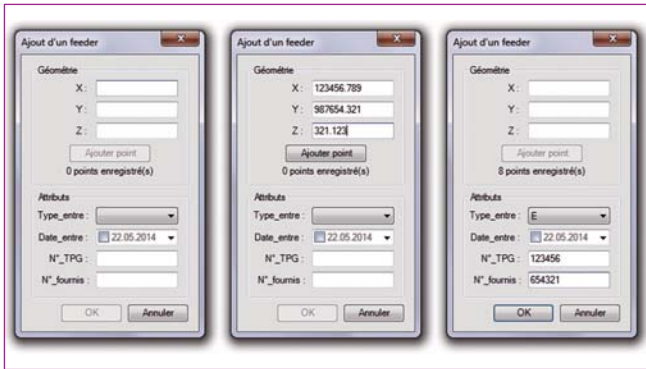 Ajout d'un feeder
Géométrie
X :
Y :
Z :
Ajouter point
0 points enregistré(s)
Attributs
Type_entre :
Date_entre : 22.05.2014
N°_TPG :
N°_fournis :
OK Annuler
Ajout d'un feeder
Géométrie
X : 123456.789
Y : 987654.321
Z : 321.123
Ajouter point
0 points enregistré(s)
Attributs
Type_entre :
Date_entre : 22.05.2014
N°_TPG :
N°_fournis :
OK Annuler
Ajout d'un feeder
Géométrie
X :
Y :
Z :
Ajouter point
8 points enregistré(s)
Attributs
Type_entre : E
Date_entre : 22.05.2014
N°_TPG : 123456
N°_fournis : 654321
OK Annuler